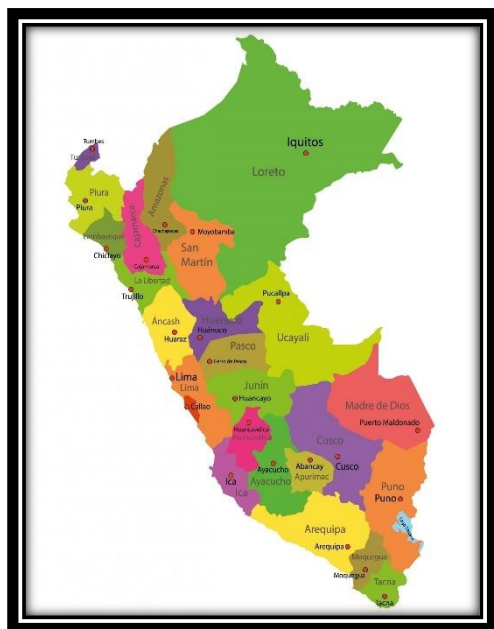 Iquitos
Loreto
Tumbes
Tumbes
Amazonas
Piura
Piura
Cajamarca
Lambayeque
Chachapoyas
Moyobamba
San
Martín
Chiclayo
Cajamarca
La Libertad
Trujillo
Pucallpa
Áncash
Huánuco
Huánuco
Huaraz
Ucayali
Pasco
Cerro de Pasco
Lima
Lima
Junín
Huancayo
Callao
Madre de Dios
Puerto Maldonado
Huancavelica
Huancavelica
Cusco
Cusco
Ayacucho
Ayacucho
Abancay
Apurímac
Ica
Ica
Puno
Puno
Arequipa
Arequipa
Moquegua
Moquegua
Tacna
Tacna